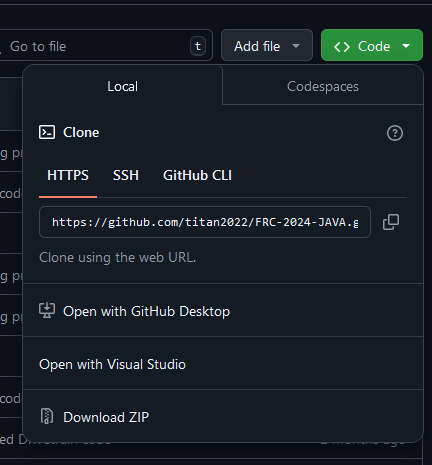 Go to file
t
Add file
Code
Local
Codespaces
Clone
HTTPS
SSH
GitHub CLI
https://github.com/titan2022/FRC-2024-JAVA.g
Clone using the web URL.
Open with GitHub Desktop
Open with Visual Studio
Download ZIP